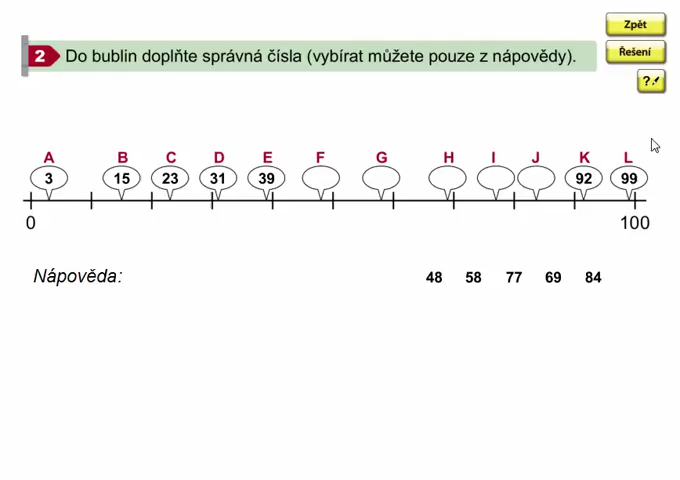 Zpět
Řešení
?
2 Do bublin doplňte správná čísla (vybírat můžete pouze z nápovědy).
A B C D E F G H I J K L
3 15 23 31 39 92 99
0 100
Nápověda: 48 58 77 69 84